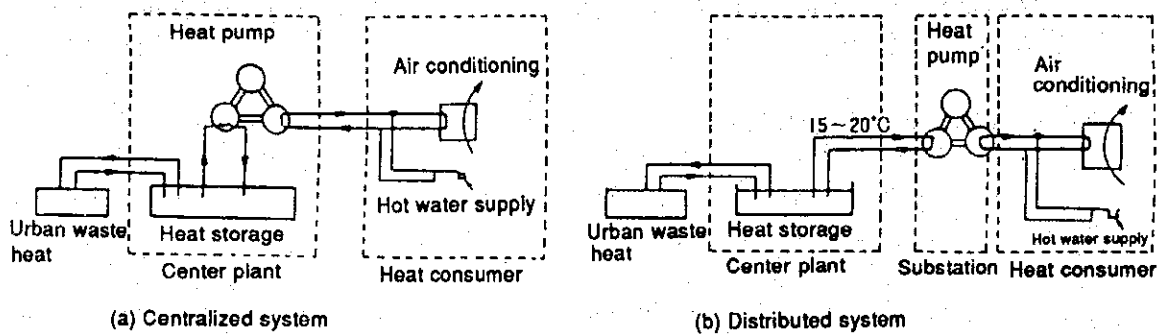 Heat pump
Air conditioning
Urban waste
heat
Heat storage
Center plant
Hot water supply
Heat consumer
(a) Centralized system
Heat
pump
Air
conditioning
15~20°C
Urban waste
heat
Heat storage
Center plant
Substation
Hot water supply
Heat consumer
(b) Distributed system